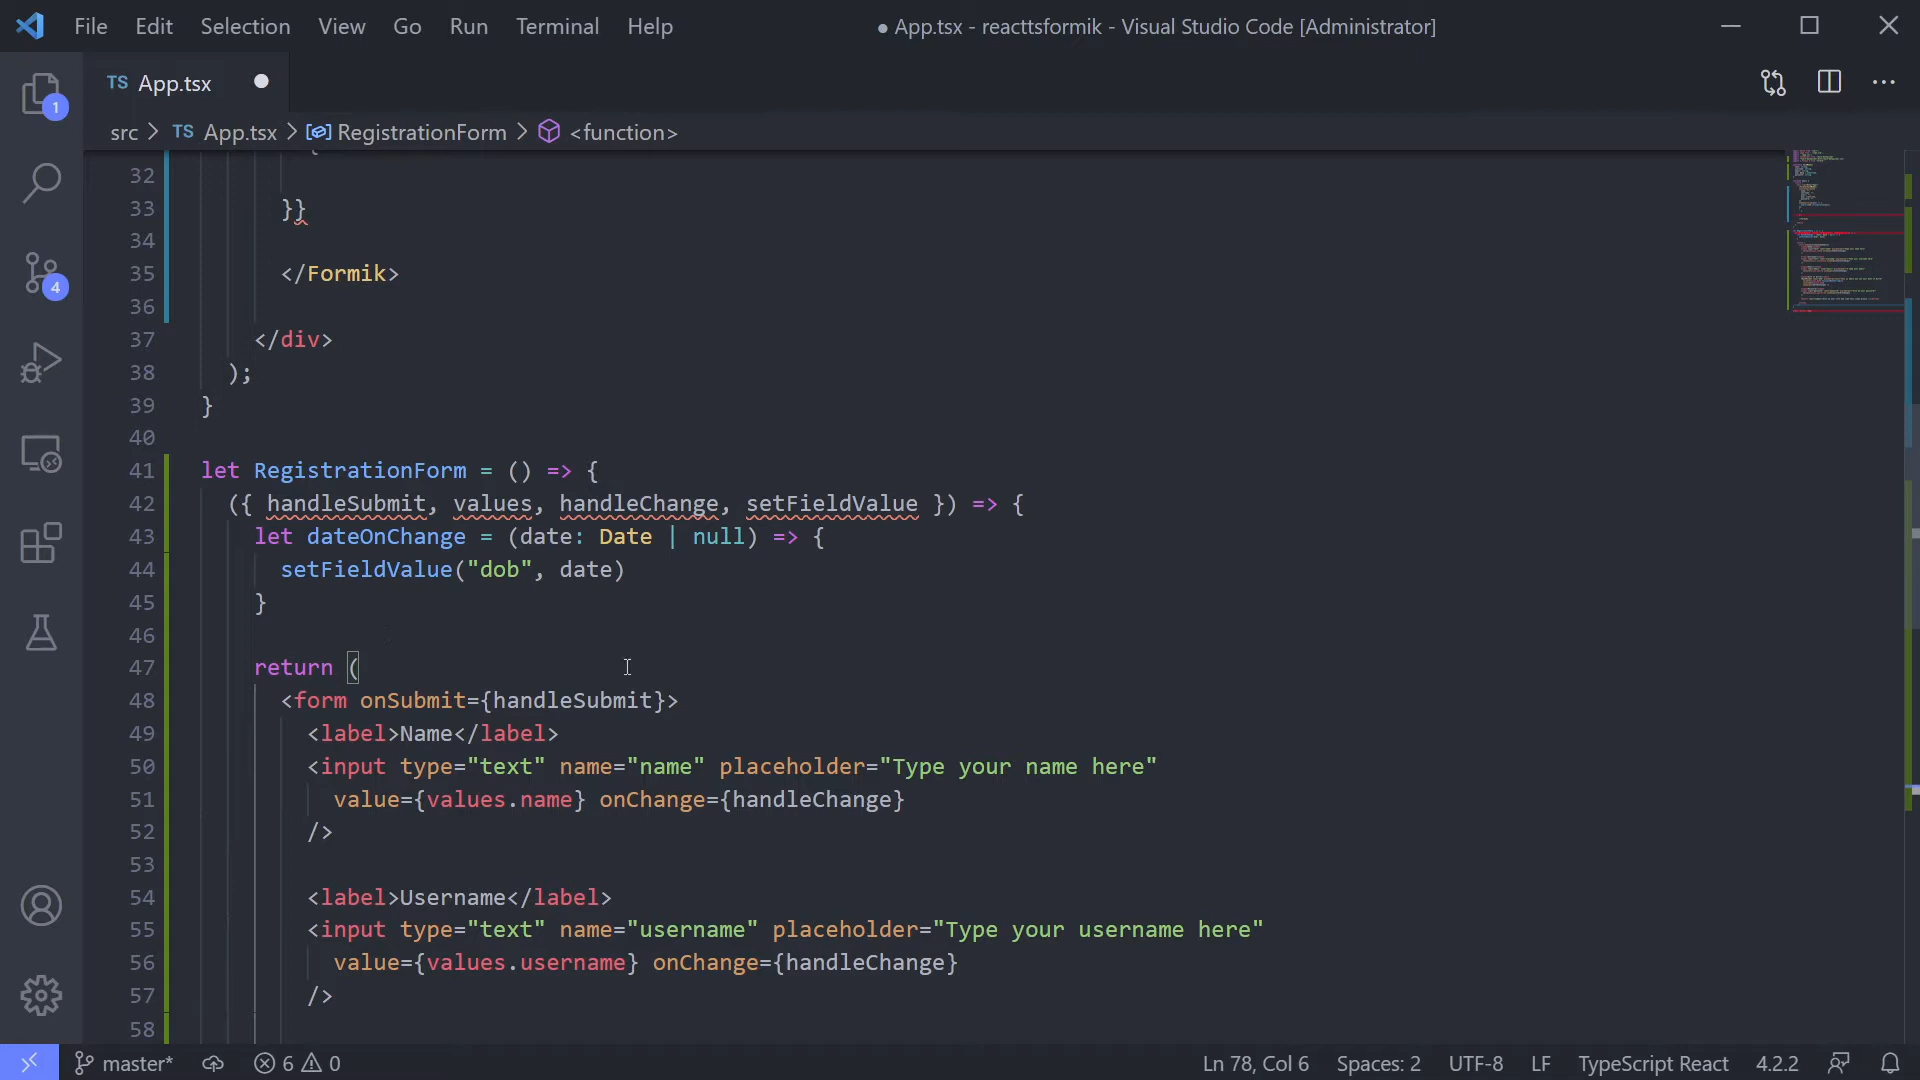 File Edit Selection View Go Run Terminal Help
● App.tsx - reacttsformik - Visual Studio Code [Administrator]
TS App.tsx ●
src > TS App.tsx > RegistrationForm > <function>
1
4
32
33 }}
34
35 </Formik>
36
37 </div>
38 );
39 }
40
41 let RegistrationForm = () => {
42 ({ handleSubmit, values, handleChange, setFieldValue }) => {
43 let dateOnChange = (date: Date | null) => {
44 setFieldValue("dob", date)
45 }
46
47 return (
48 <form onSubmit={handleSubmit}>
49 <label>Name</label>
50 <input type="text" name="name" placeholder="Type your name here"
51 value={values.name} onChange={handleChange}
52 />
53
54 <label>Username</label>
55 <input type="text" name="username" placeholder="Type your username here"
56 value={values.username} onChange={handleChange}
57 />
58
master* 6 0 Ln 78, Col 6 Spaces: 2 UTF-8 LF TypeScript React 4.2.2